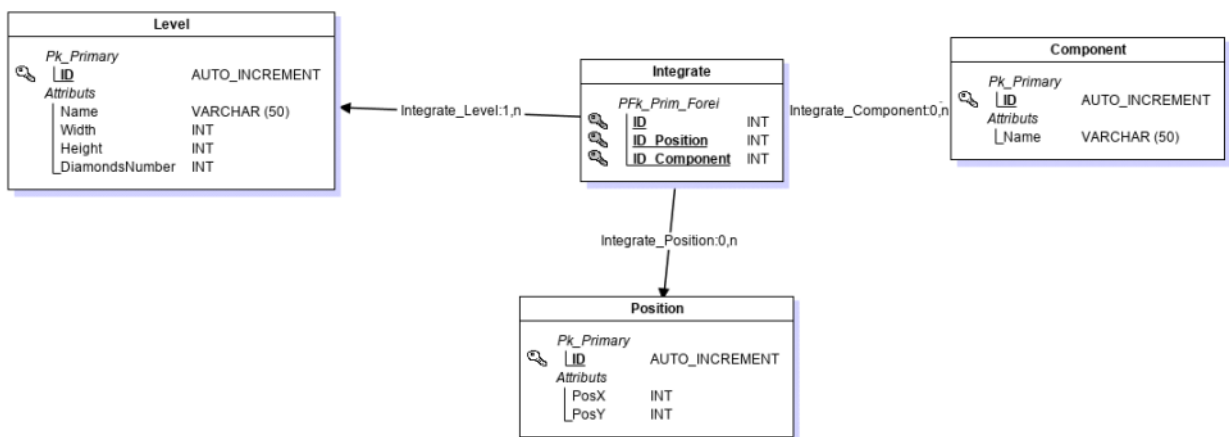 Level
Pk_Primary
ID AUTO_INCREMENT
Attributs
Name VARCHAR (50)
Width INT
Height INT
DiamondsNumber INT
Integrate_Level:1,n
Integrate
PFk_Prim_Forei
ID INT
ID_Position INT
ID_Component INT
Integrate_Component:0,n
Component
Pk_Primary
ID AUTO_INCREMENT
Attributs
Name VARCHAR (50)
Integrate_Position:0,n
Position
Pk_Primary
ID AUTO_INCREMENT
Attributs
PosX INT
PosY INT